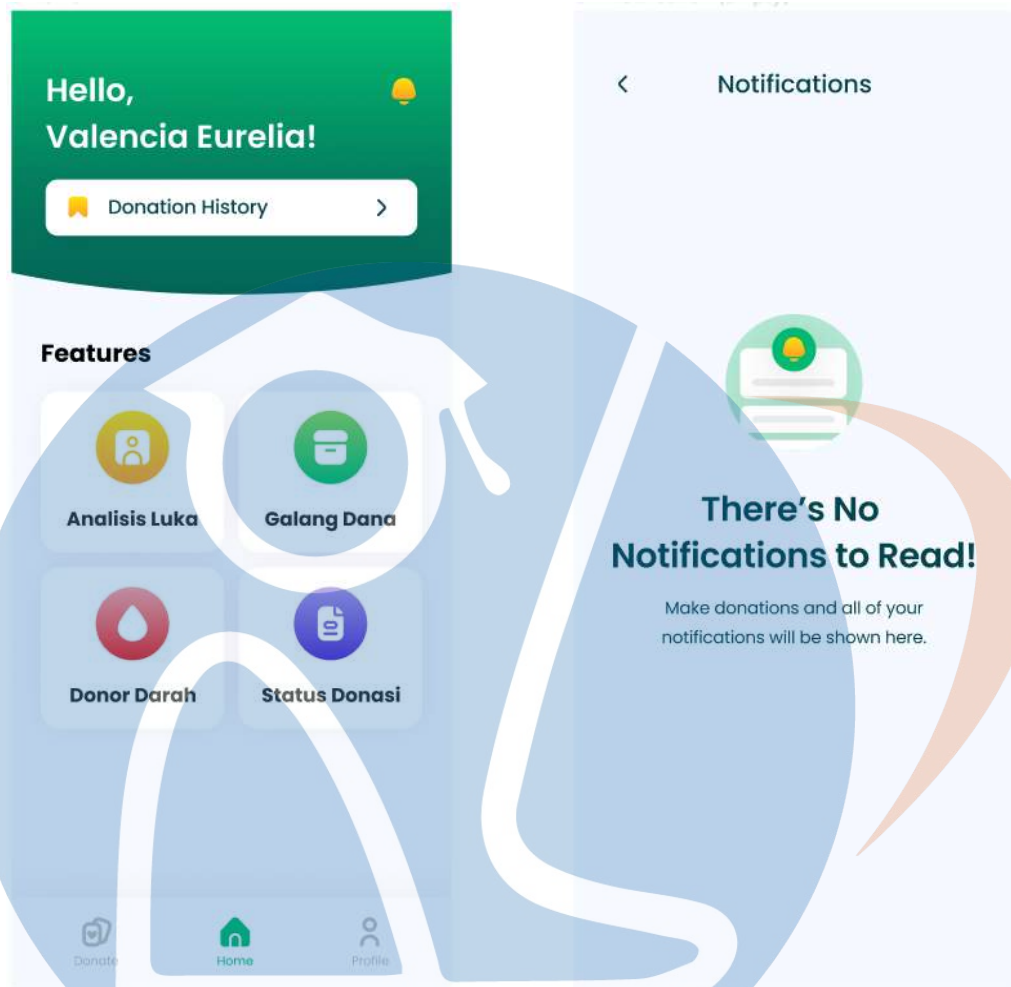 Hello,
Valencia Eurelia!
Donation History
Features
Analisis Luka
Galang Dana
Donor Darah
Status Donasi
Donate
Home
Profile
Notifications
There's No
Notifications to Read!
Make donations and all of your
notifications will be shown here.